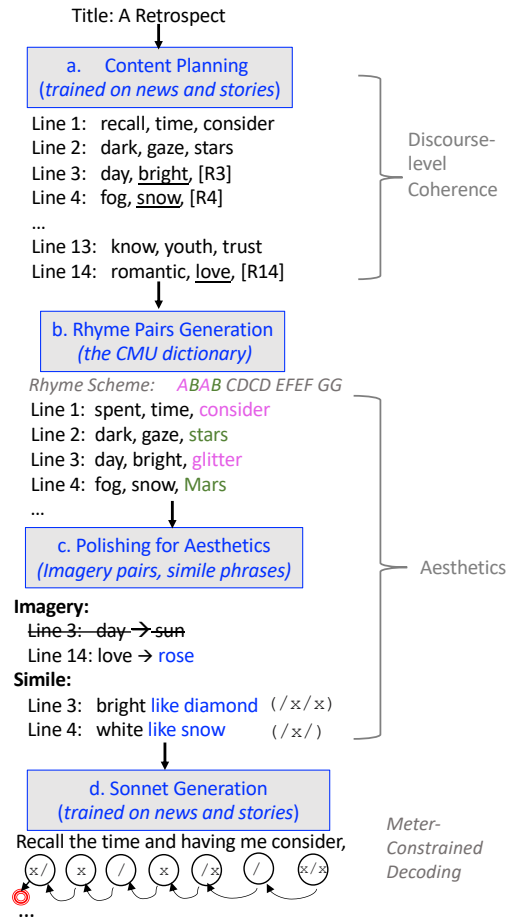 Title: A Retrospect
a. Content Planning
(trained on news and stories)
Line 1: recall, time, consider
Line 2: dark, gaze, stars
Line 3: day, bright, [R3]
Line 4: fog, snow, [R4]
...
Line 13: know, youth, trust
Line 14: romantic, love, [R14]
Discourse-
level
Coherence
b. Rhyme Pairs Generation
(the CMU dictionary)
Rhyme Scheme: ABAB CDCD EFEF GG
Line 1: spent, time, consider
Line 2: dark, gaze, stars
Line 3: day, bright, glitter
Line 4: fog, snow, Mars
...
c. Polishing for Aesthetics
(Imagery pairs, simile phrases)
Aesthetics
Imagery:
Line 3: day → sun
Line 14: love → rose
Simile:
Line 3: bright like diamond (/x/x)
Line 4: white like snow (/x/)
d. Sonnet Generation
(trained on news and stories)
Recall the time and having me consider,
x/ x / x /x / x/x
...
Meter-
Constrained
Decoding